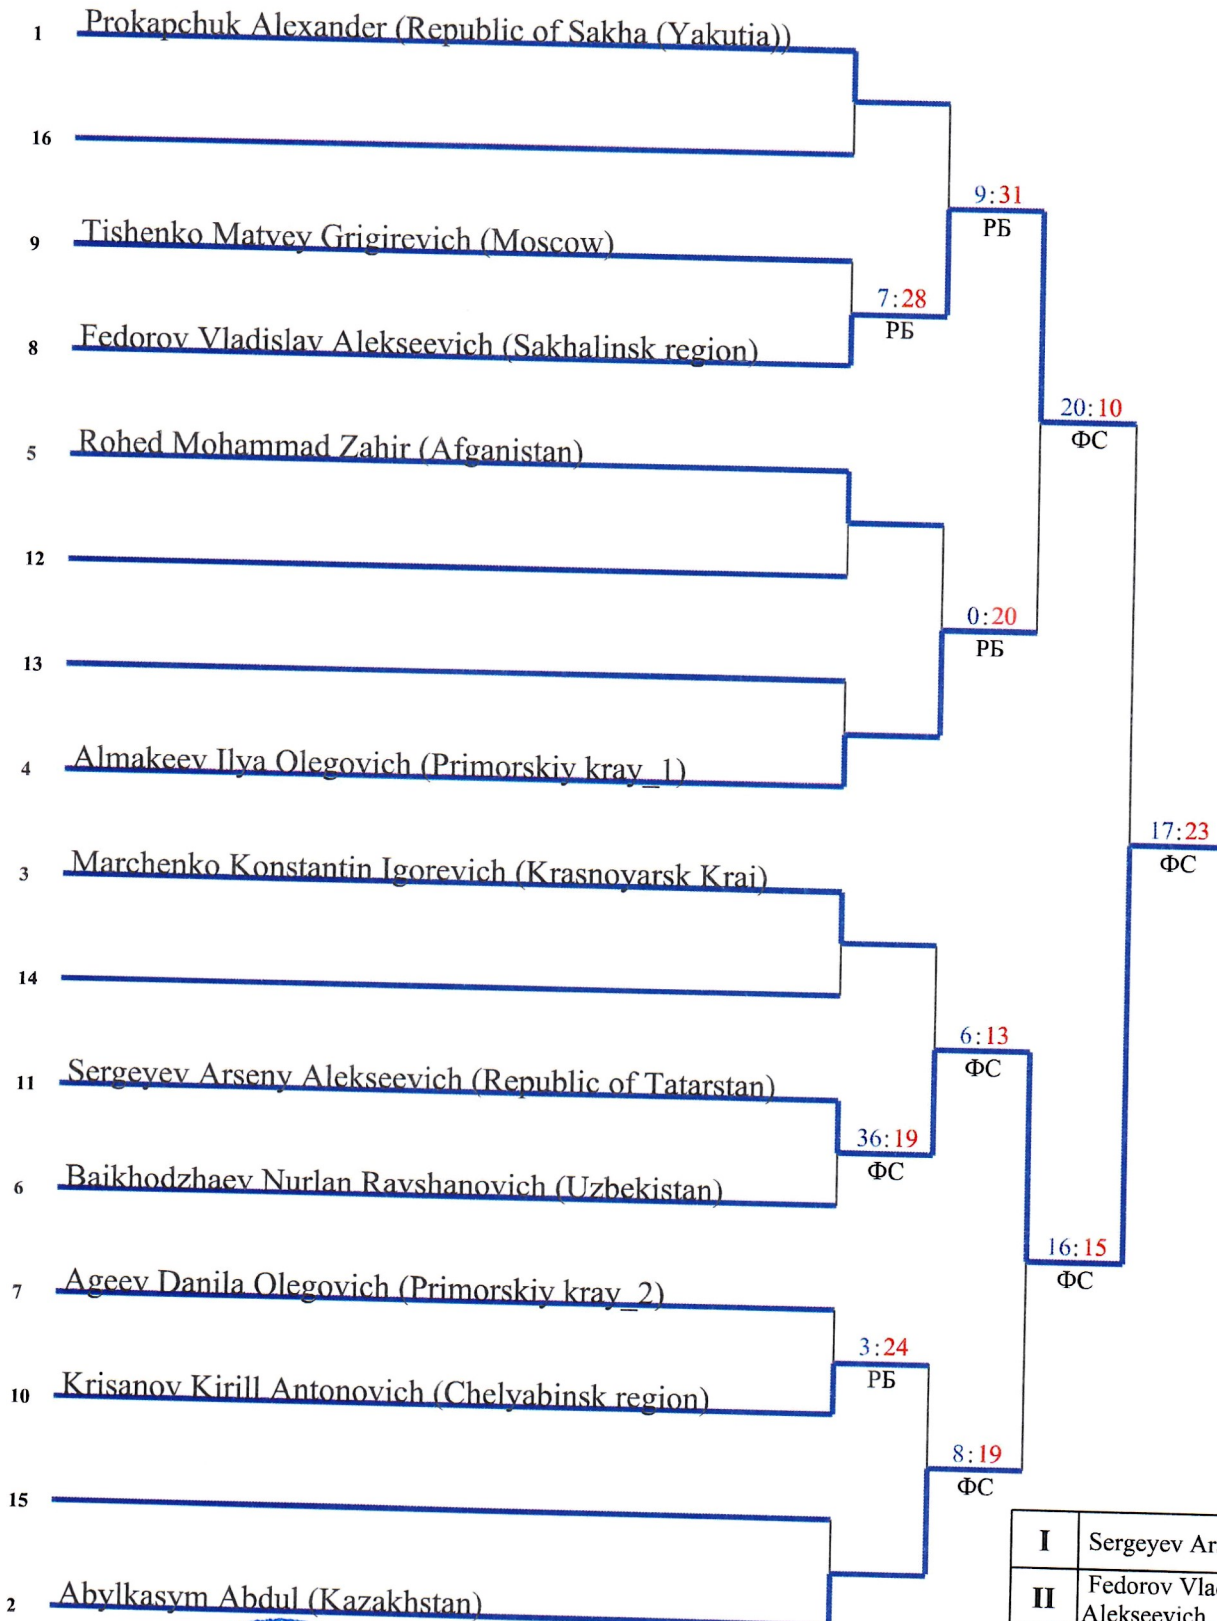 1 Prokapchuk Alexander (Republic of Sakha (Yakutia))
16
9:31
РБ
9 Tishenko Matvey Grigirevich (Moscow)
7:28
РБ
8 Fedorov Vladislav Alekseevich (Sakhalinsk region)
20:10
ФС
5 Rohed Mohammad Zahir (Afganistan)
12
0:20
РБ
13
4 Almakeev Ilya Olegovich (Primorskiy kray_1)
17:23
ФС
3 Marchenko Konstantin Igorevich (Krasnoyarsk Krai)
14
6:13
ФС
11 Sergeyev Arseny Alekseevich (Republic of Tatarstan)
36:19
ФС
6 Baikhodzhaev Nurlan Ravshanovich (Uzbekistan)
16:15
ФС
7 Ageev Danila Olegovich (Primorskiy kray_2)
3:24
РБ
10 Krisanov Kirill Antonovich (Chelyabinsk region)
8:19
ФС
15
I Sergeyev Ar
2 Abylkasym Abdul (Kazakhstan)
II Fedorov Vla
Alekseevich